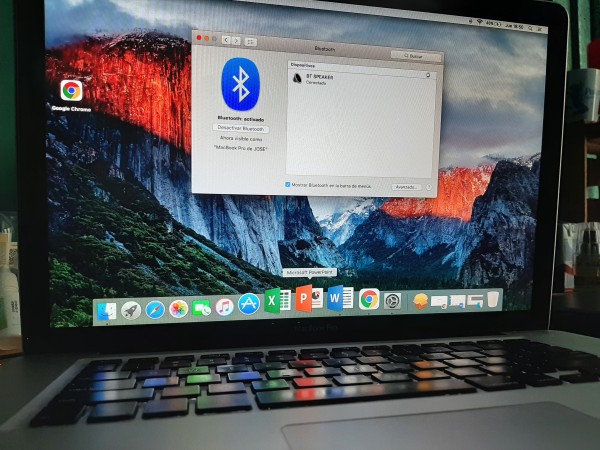 Bluetooth
Buscar
Dispositivos
BT SPEAKER
Conectado
Bluetooth: activado
Desactivar Bluetooth
Ahora visible como
"MacBook Pro de JOSE"
Mostrar Bluetooth en la barra de menús
Avanzado...
Google Chrome
Microsoft PowerPoint
X
P
W